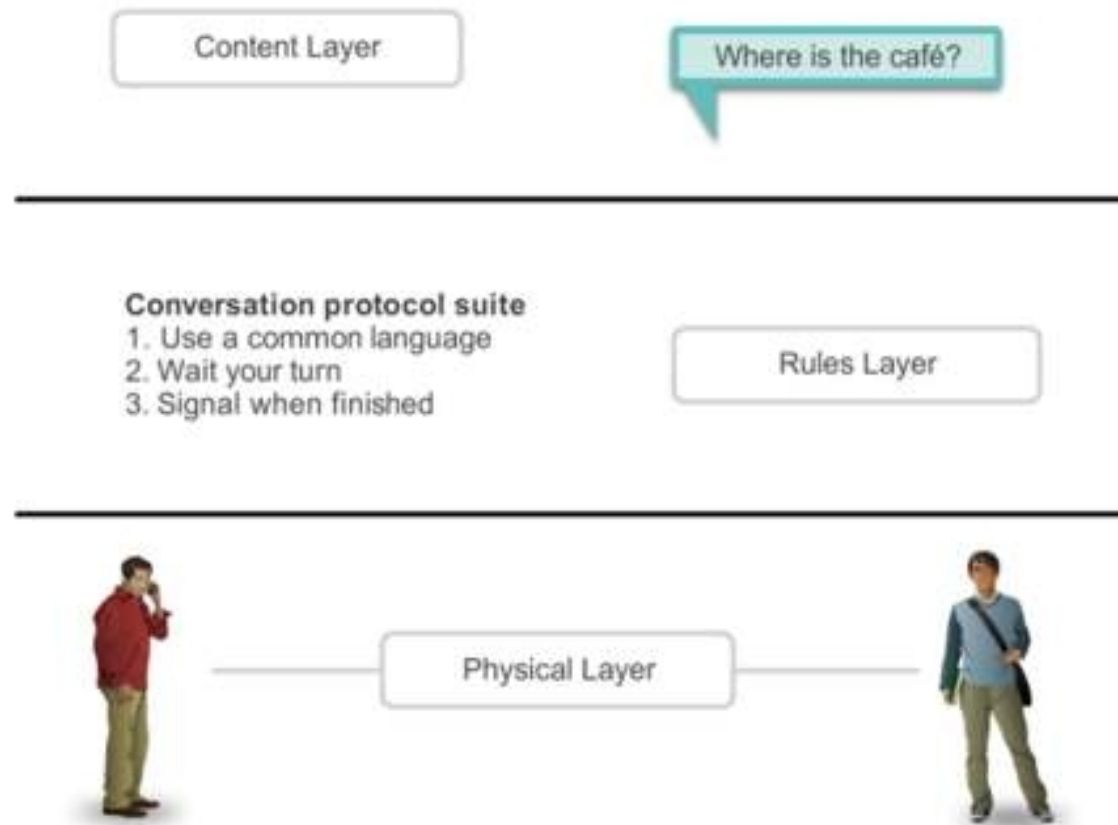 Content Layer
Where is the café?
Conversation protocol suite
1. Use a common language
2. Wait your turn
3. Signal when finished
Rules Layer
Physical Layer